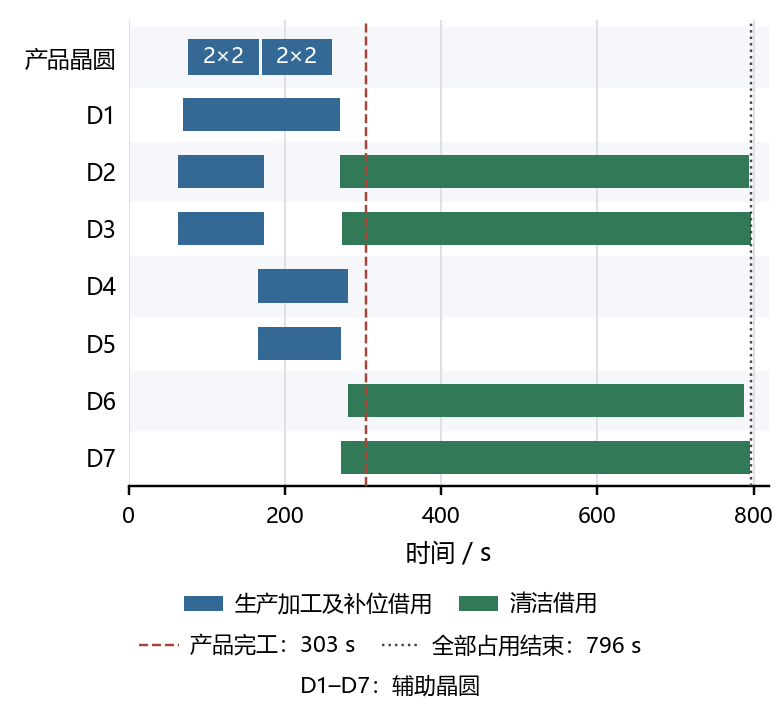 产品晶圆
2×2 2×2
D1
D2
D3
D4
D5
D6
D7
0 200 400 600 800
时间 / s
生产加工及补位借用 清洁借用
产品完工：303 s 全部占用结束：796 s
D1–D7：辅助晶圆